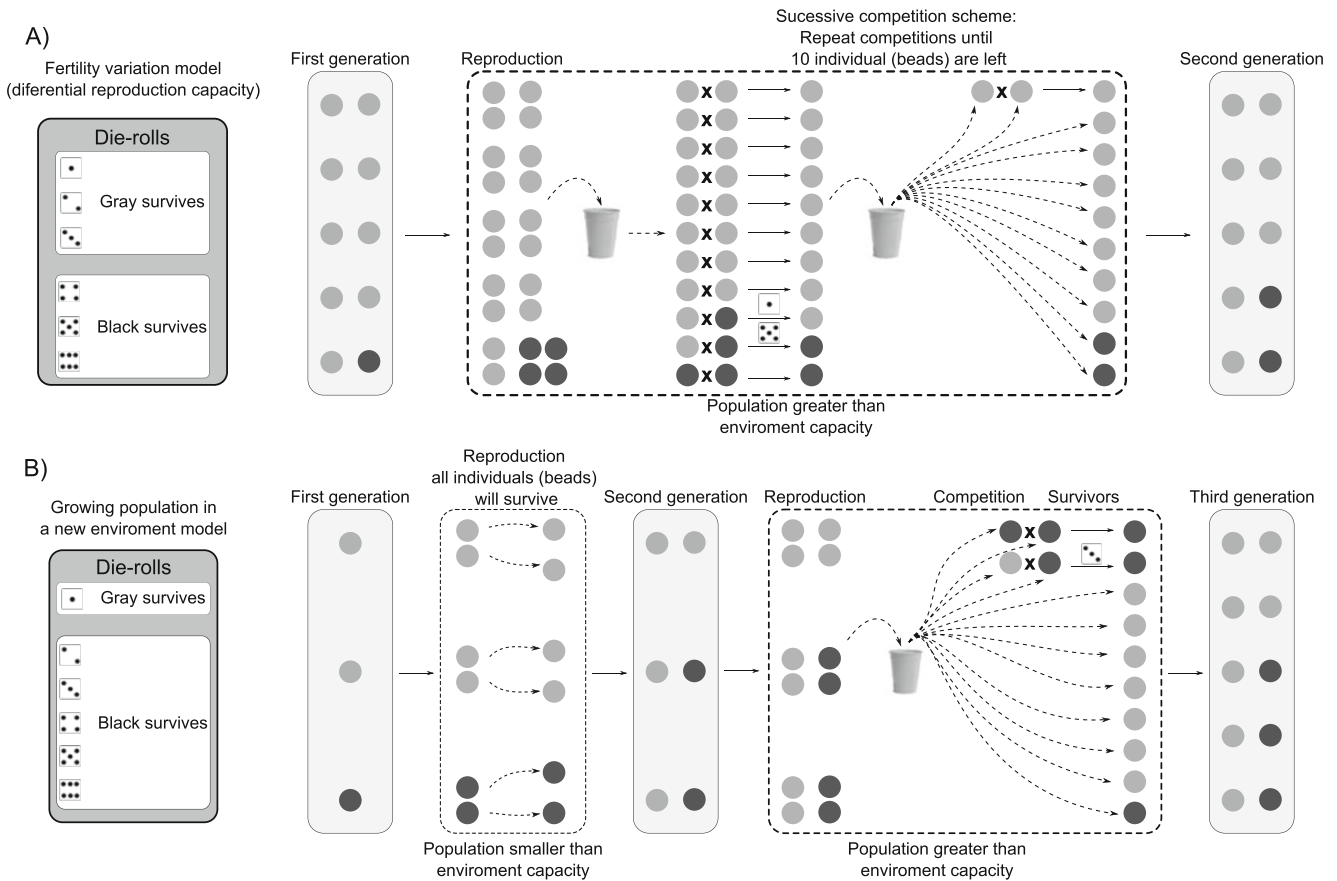 A)
Fertility variation model
(diferential reproduction capacity)
Die-rolls
Gray survives
Black survives
First generation
Reproduction
Sucessive competition scheme:
Repeat competitions until
10 individual (beads) are left
x
x
x
x
x
x
x
x
x
x
x
x
Population greater than
enviroment capacity
Second generation
B)
Growing population in
a new enviroment model
Die-rolls
Gray survives
Black survives
First generation
Reproduction
all individuals (beads)
will survive
Population smaller than
enviroment capacity
Second generation
Reproduction
Competition
Survivors
x
x
Population greater than
enviroment capacity
Third generation